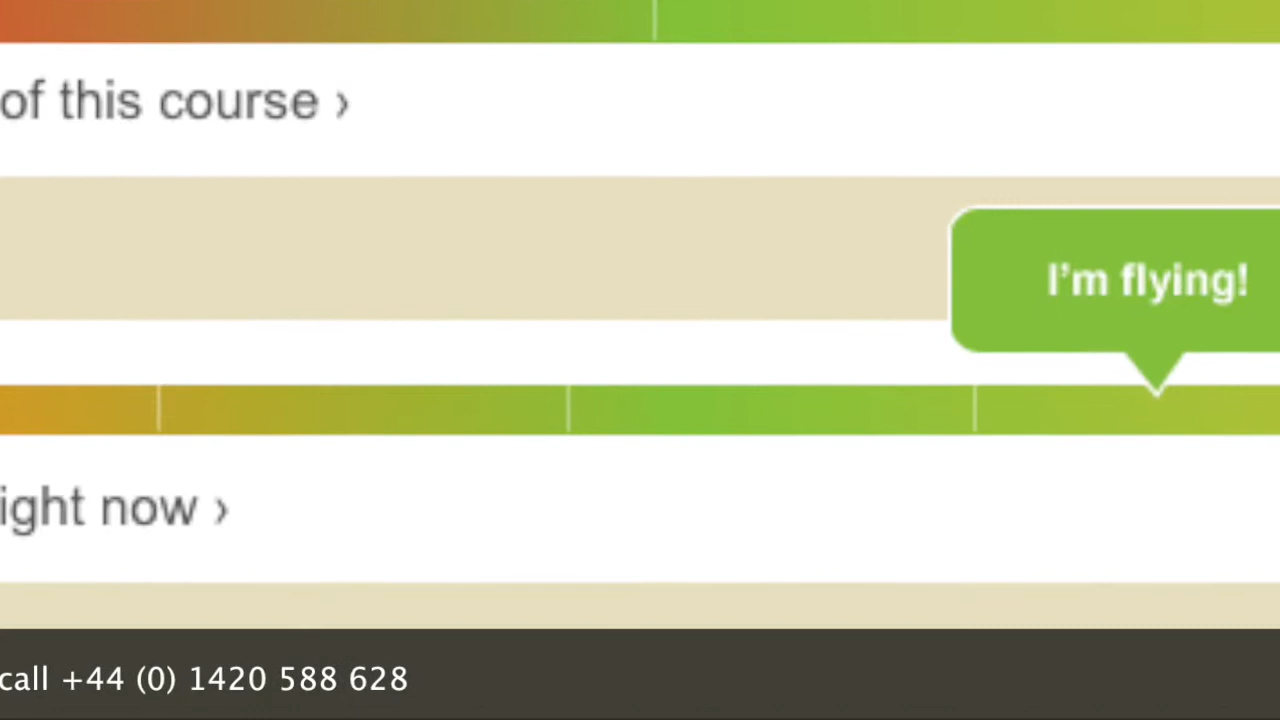 of this course ›
I'm flying!
ight now ›
call +44 (0) 1420 588 628